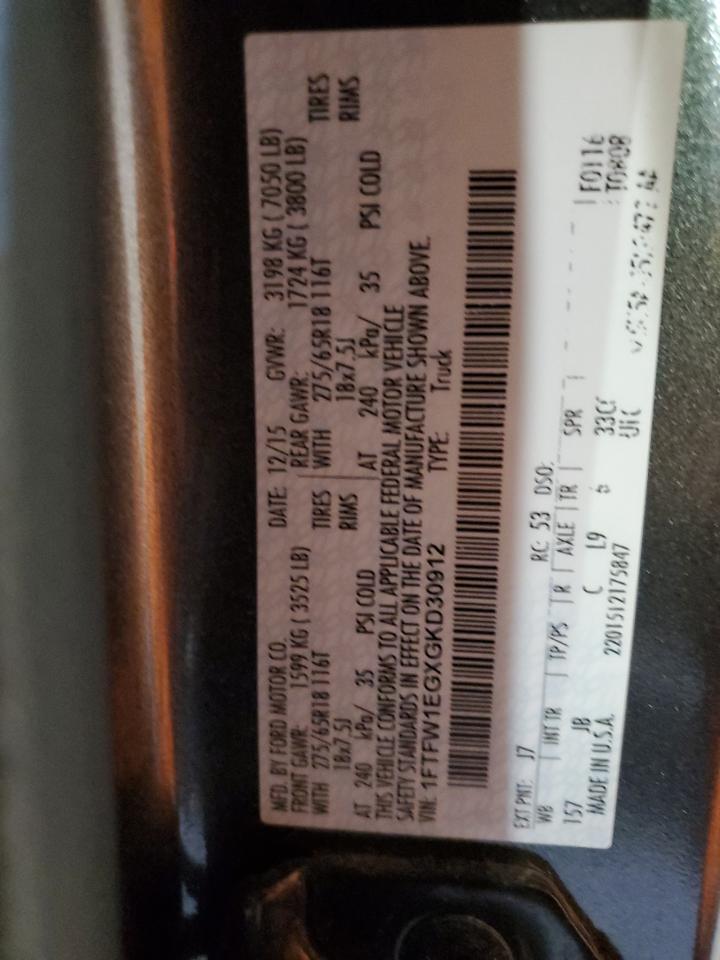 MFD. BY FORD MOTOR CO. DATE: 12/15 GVWR: 3198 KG ( 7050 LB)
FRONT GAWR: 1599 KG ( 3525 LB) REAR GAWR: 1724 KG ( 3800 LB)
WITH 275/65R18 116T TIRES WITH 275/65R18 116T TIRES
18x7.5J RIMS 18x7.5J RIMS
AT 240 kPa/ 35 PSI COLD AT 240 kPa/ 35 PSI COLD
THIS VEHICLE CONFORMS TO ALL APPLICABLE FEDERAL MOTOR VEHICLE
SAFETY STANDARDS IN EFFECT ON THE DATE OF MANUFACTURE SHOWN ABOVE.
VIN: 1FTFW1EGXGKD30912 TYPE: Truck
EXT PNT: J7 RC: 53 DSO:
WB INT TR TP/PS R AXLE TR SPR
157 JB C L9 6
F0116
T0808
MADE IN U.S.A. 2201512175847